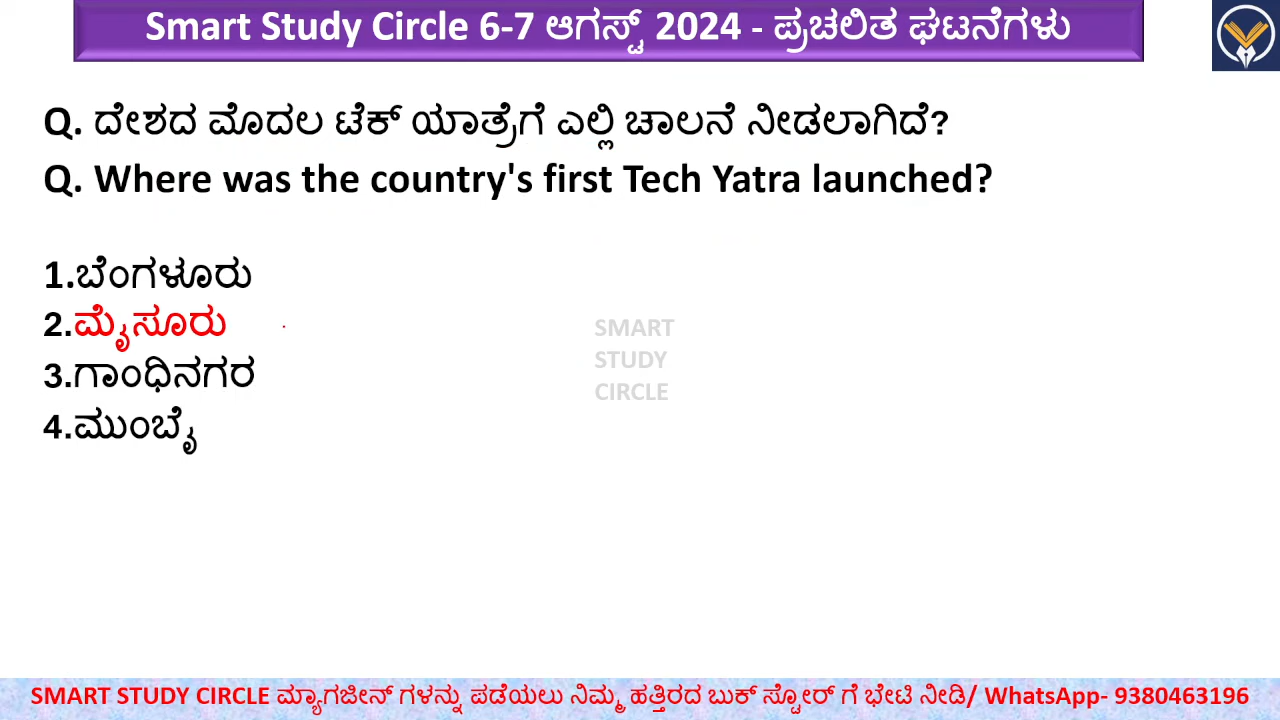 Smart Study Circle 6-7 ಆಗಸ್ಟ್ 2024 - ಪ್ರಚಲಿತ ಘಟನೆಗಳು
Q. ದೇಶದ ಮೊದಲ ಟೆಕ್ ಯಾತ್ರೆಗೆ ಎಲ್ಲಿ ಚಾಲನೆ ನೀಡಲಾಗಿದೆ?
Q. Where was the country's first Tech Yatra launched?
1.ಬೆಂಗಳೂರು
2.ಮೈಸೂರು
3.ಗಾಂಧಿನಗರ
4.ಮುಂಬೈ
SMART
STUDY
CIRCLE
SMART STUDY CIRCLE ಮ್ಯಾಗಜೀನ್ ಗಳನ್ನು ಪಡೆಯಲು ನಿಮ್ಮ ಹತ್ತಿರದ ಬುಕ್ ಸ್ಟೋರ್ ಗೆ ಭೇಟಿ ನೀಡಿ/ WhatsApp- 9380463196